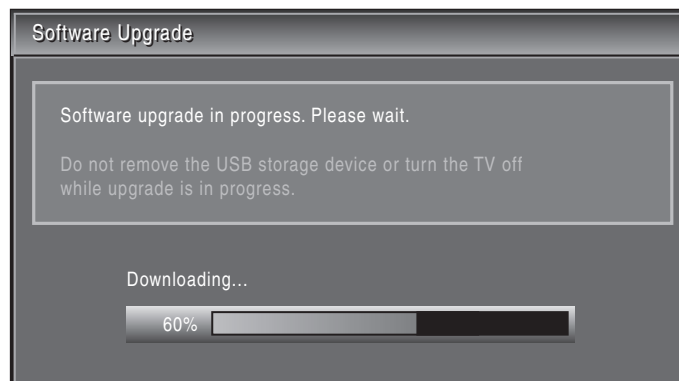 Software Upgrade
Software upgrade in progress. Please wait.
Do not remove the USB storage device or turn the TV off
while upgrade is in progress.
Downloading...
60%